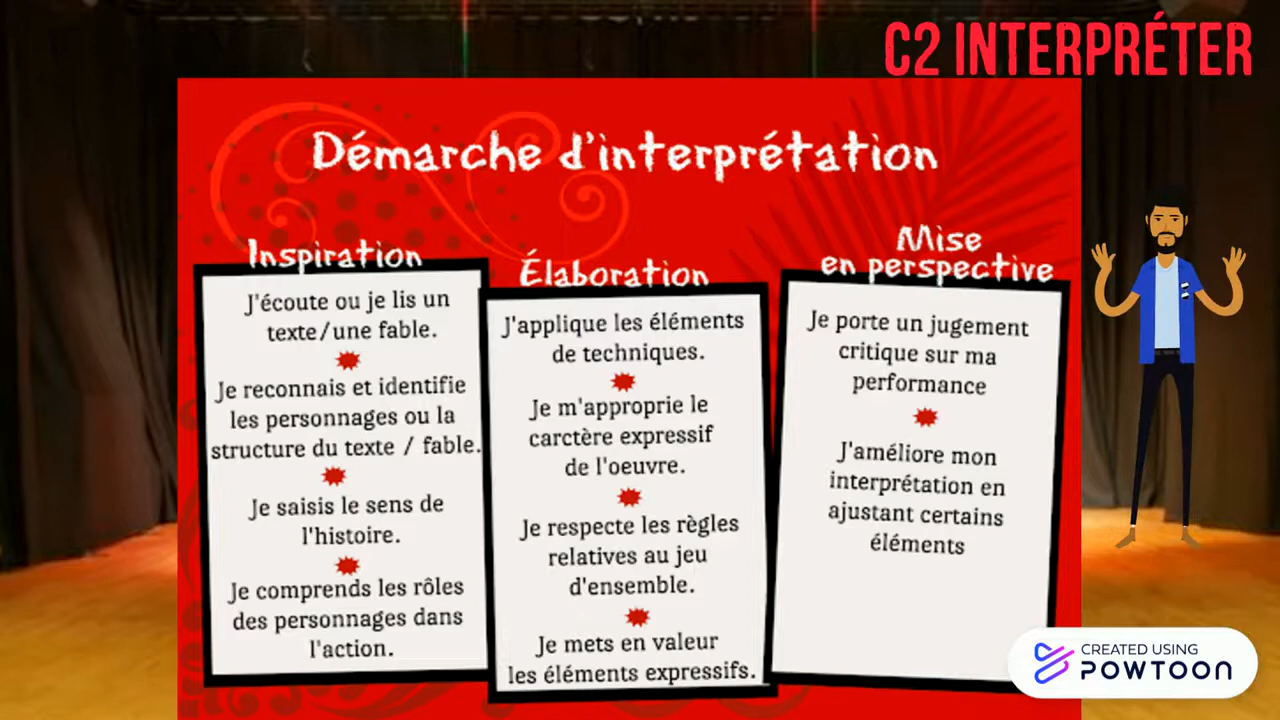 C2 INTERPRÉTER
Démarche d'interprétation
Inspiration
J'écoute ou je lis un
texte/une fable.
Je reconnais et identifie
les personnages ou la
structure du texte / fable.
Je saisis le sens de
l'histoire.
Je comprends les rôles
des personnages dans
l'action.
Élaboration
J'applique les éléments
de techniques.
Je m'approprie le
carctère expressif
de l'oeuvre.
Je respecte les règles
relatives au jeu
d'ensemble.
Je mets en valeur
les éléments expressifs.
Mise
en perspective
Je porte un jugement
critique sur ma
performance
J'améliore mon
interprétation en
ajustant certains
éléments
CREATED USING
POWTOON